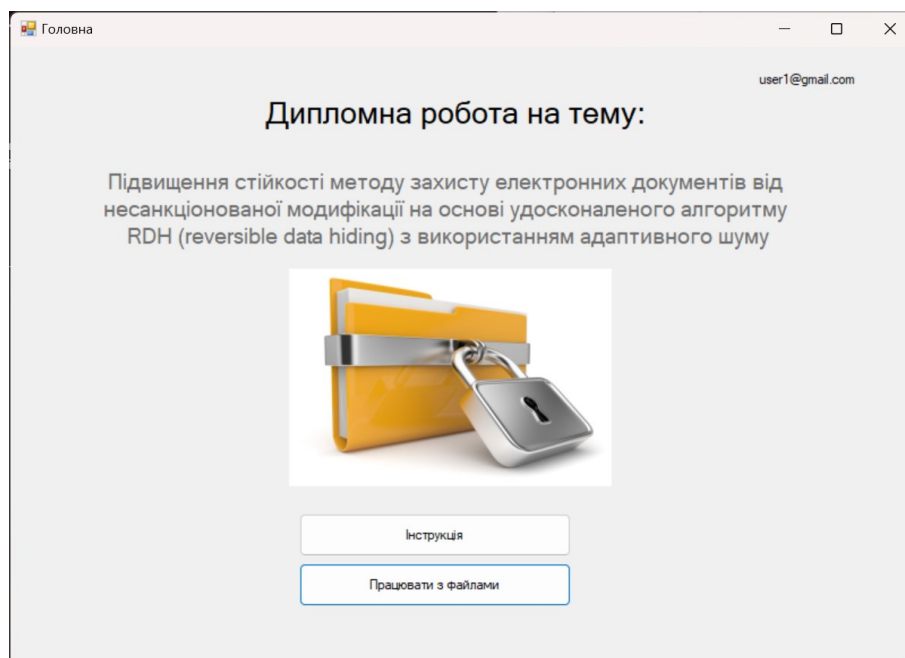 Головна
user1@gmail.com
Дипломна робота на тему:
Підвищення стійкості методу захисту електронних документів від
несанкціонованої модифікації на основі удосконаленого алгоритму
RDH (reversible data hiding) з використанням адаптивного шуму
Інструкція
Працювати з файлами